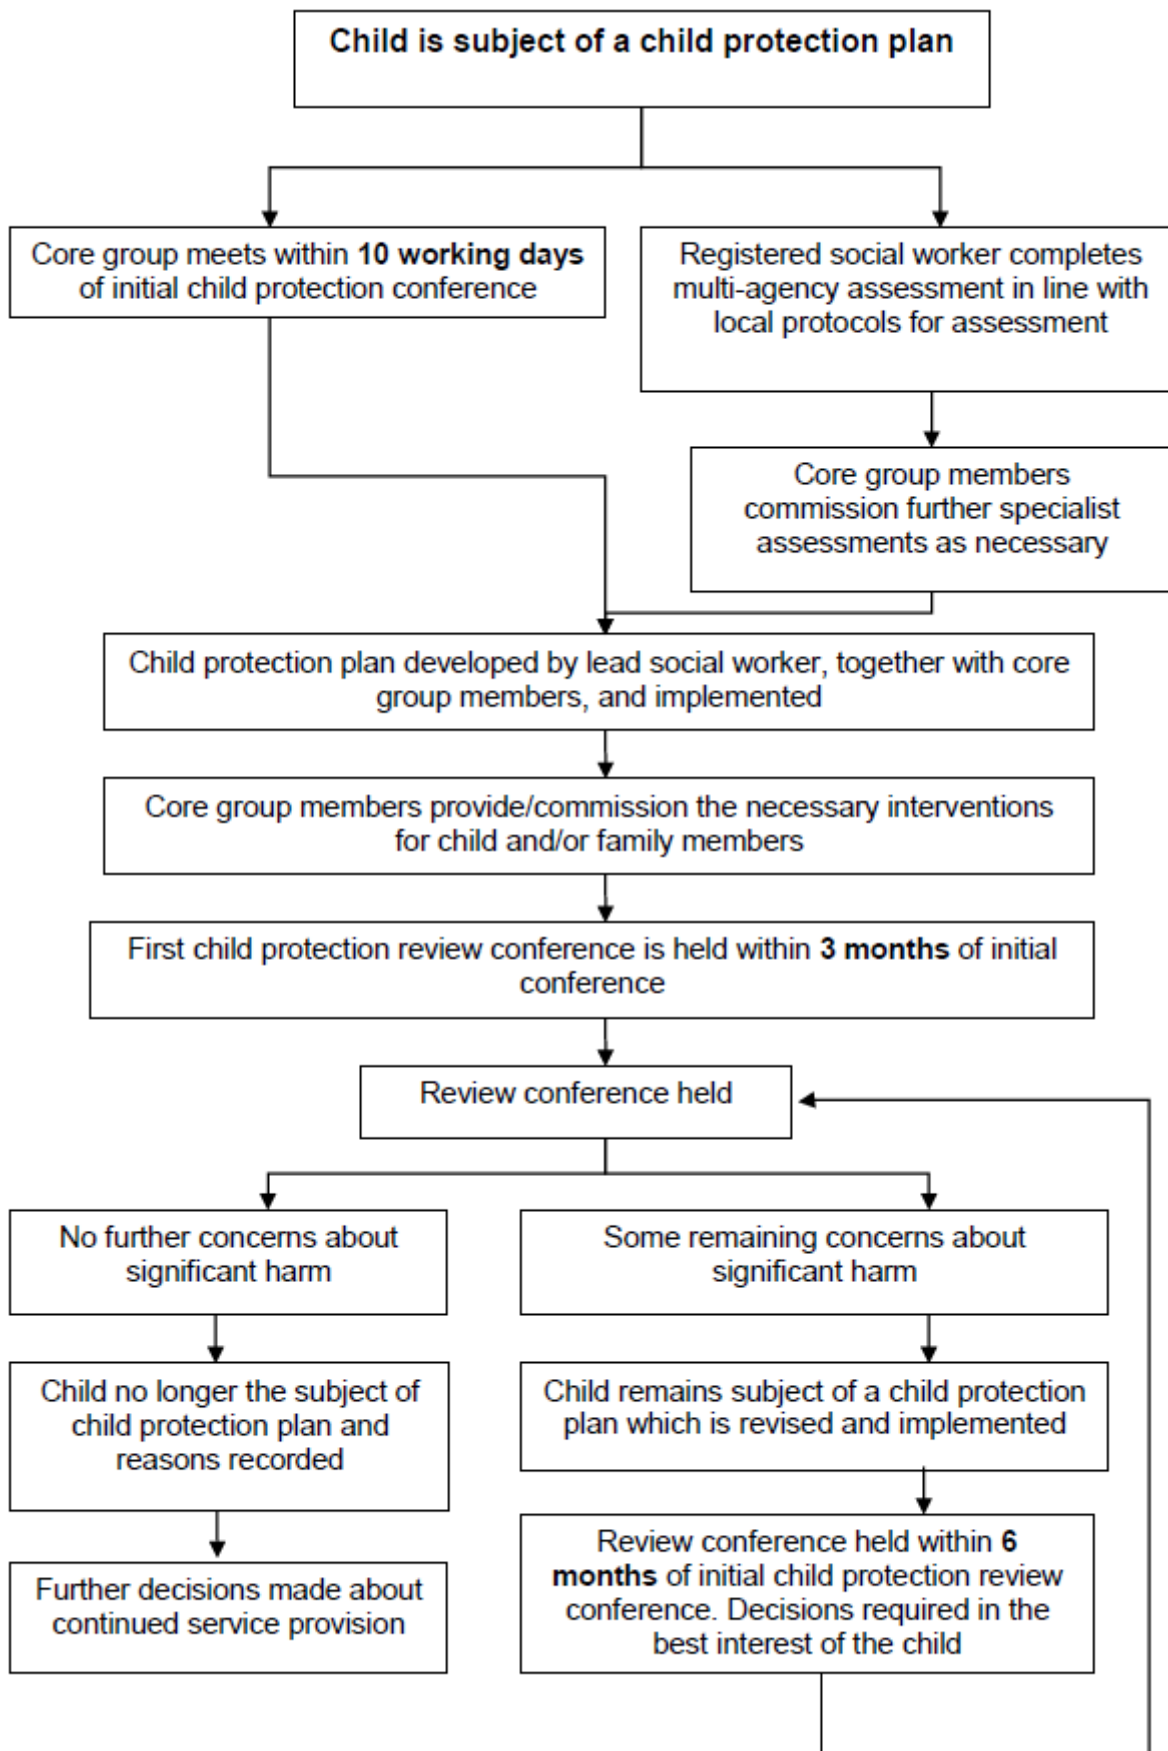 Child is subject of a child protection plan
Core group meets within 10 working days
of initial child protection conference
Registered social worker completes
multi-agency assessment in line with
local protocols for assessment
Core group members
commission further specialist
assessments as necessary
Child protection plan developed by lead social worker, together with core
group members, and implemented
Core group members provide/commission the necessary interventions
for child and/or family members
First child protection review conference is held within 3 months of initial
conference
Review conference held
No further concerns about
significant harm
Some remaining concerns about
significant harm
Child no longer the subject of
child protection plan and
reasons recorded
Child remains subject of a child protection
plan which is revised and implemented
Further decisions made about
continued service provision
Review conference held within 6
months of initial child protection review
conference. Decisions required in the
best interest of the child